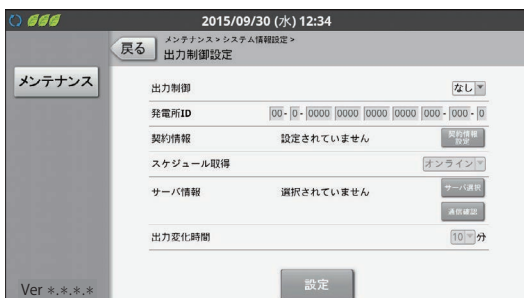 2015/09/30 (水) 12:34
戻る
メンテナンス > システム情報設定 >
出力制御設定
メンテナンス
出力制御 なし
発電所ID 00 - 0 - 0000 0000 0000 0000 000 - 000 - 0
契約情報 設定されていません 契約情報
設定
スケジュール取得 オンライン
サーバ情報 選択されていません サーバ選択
通信確認
出力変化時間 10 分
設定
Ver *.*.*.*